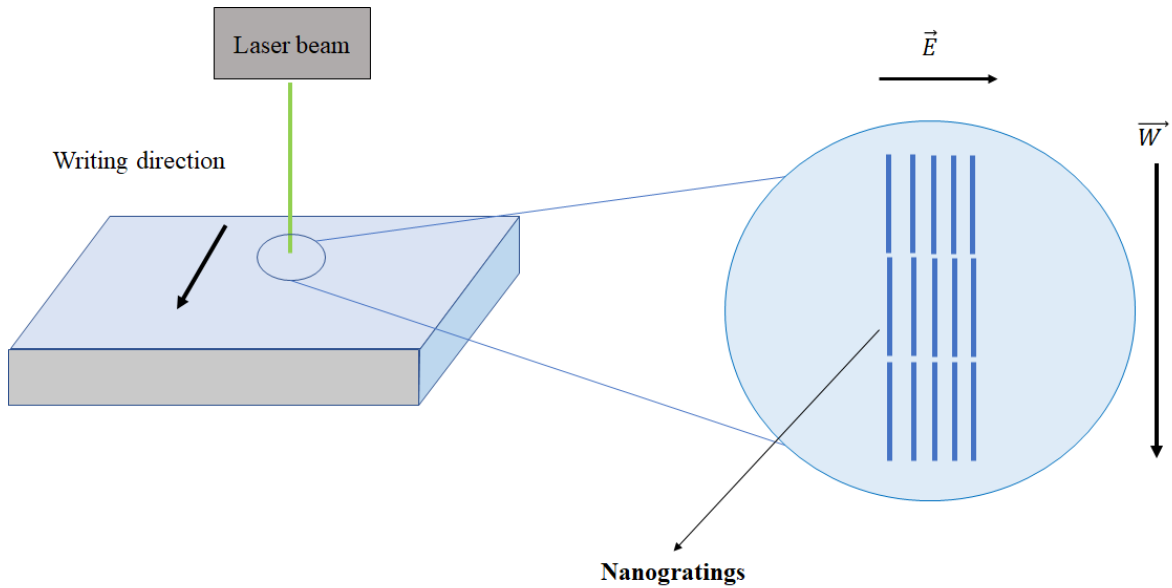 Laser beam
Writing direction
E⃗
W⃗
Nanogratings